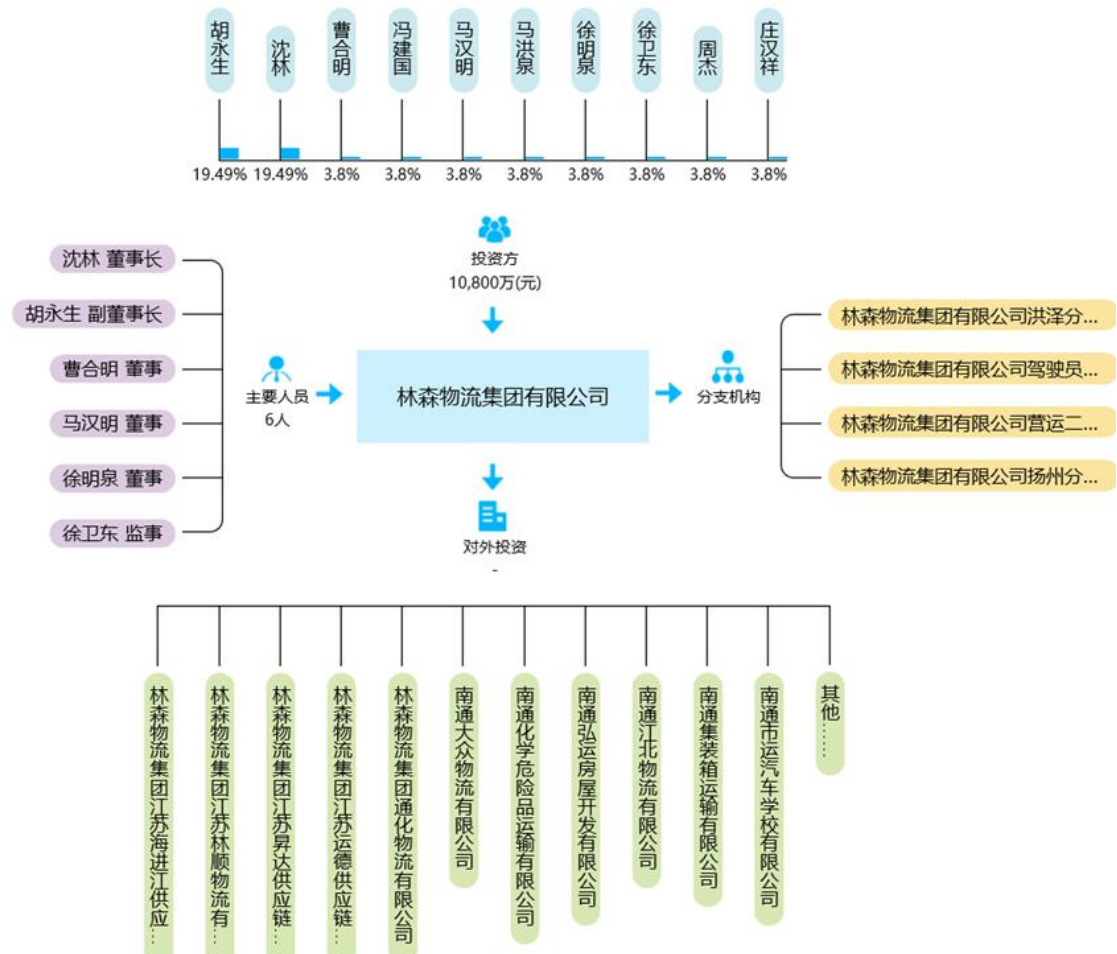 胡永生
沈林
曹合明
冯建国
马汉明
马洪泉
徐明泉
徐卫东
周杰
庄汉祥
19.49% 19.49% 3.8% 3.8% 3.8% 3.8% 3.8% 3.8% 3.8% 3.8%
投资方
10,800万(元)
沈林 董事长
胡永生 副董事长
曹合明 董事
马汉明 董事
徐明泉 董事
徐卫东 监事
主要人员
6人
林森物流集团有限公司
分支机构
林森物流集团有限公司洪泽分...
林森物流集团有限公司驾驶员...
林森物流集团有限公司营运二...
林森物流集团有限公司扬州分...
对外投资
-
林森物流集团江苏海进江供应……
林森物流集团江苏林顺物流有……
林森物流集团江苏昇达供应链……
林森物流集团江苏运德供应链……
林森物流集团通化物流有限公司
南通大众物流有限公司
南通化学危险品运输有限公司
南通弘运房屋开发有限公司
南通江北物流有限公司
南通集装箱运输有限公司
南通市运汽车学校有限公司
其他……